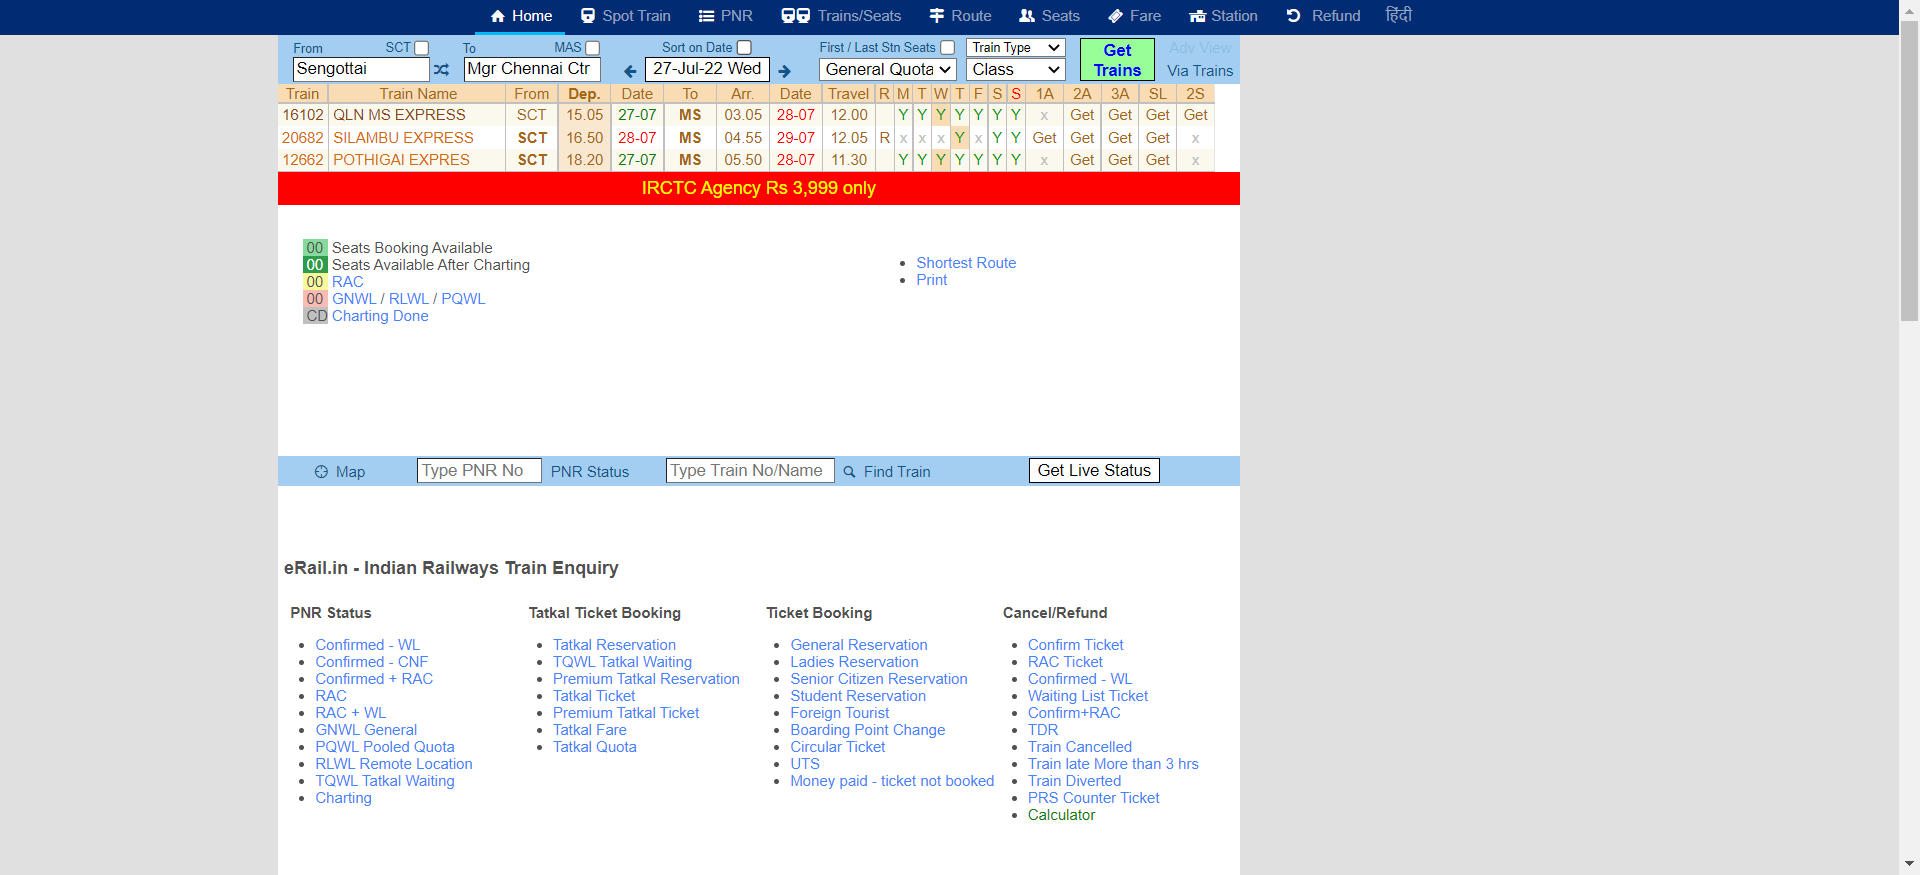 Home Spot Train PNR Trains/Seats Route Seats Fare Station Refund हिंदी
From SCT To MAS Sort on Date First / Last Stn Seats Train Type Get Trains Adv View
Sengottai Mgr Chennai Ctr 27-Jul-22 Wed General Quota Class Via Trains
Train Train Name From Dep. Date To Arr. Date Travel R M T W T F S S 1A 2A 3A SL 2S
16102 QLN MS EXPRESS SCT 15.05 27-07 MS 03.05 28-07 12.00 Y Y Y Y Y Y Y x Get Get Get Get
20682 SILAMBU EXPRESS SCT 16.50 28-07 MS 04.55 29-07 12.05 R x x x Y x Y Y Get Get Get Get x
12662 POTHIGAI EXPRES SCT 18.20 27-07 MS 05.50 28-07 11.30 Y Y Y Y Y Y Y x Get Get Get x
IRCTC Agency Rs 3,999 only
00 Seats Booking Available
00 Seats Available After Charting
00 RAC
00 GNWL / RLWL / PQWL
CD Charting Done
Shortest Route
Print
Map Type PNR No PNR Status Type Train No/Name Find Train Get Live Status
eRail.in - Indian Railways Train Enquiry
PNR Status
Confirmed - WL
Confirmed - CNF
Confirmed + RAC
RAC
RAC + WL
GNWL General
PQWL Pooled Quota
RLWL Remote Location
TQWL Tatkal Waiting
Charting
Tatkal Ticket Booking
Tatkal Reservation
TQWL Tatkal Waiting
Premium Tatkal Reservation
Tatkal Ticket
Premium Tatkal Ticket
Tatkal Fare
Tatkal Quota
Ticket Booking
General Reservation
Ladies Reservation
Senior Citizen Reservation
Student Reservation
Foreign Tourist
Boarding Point Change
Circular Ticket
UTS
Money paid - ticket not booked
Cancel/Refund
Confirm Ticket
RAC Ticket
Confirmed - WL
Waiting List Ticket
Confirm+RAC
TDR
Train Cancelled
Train late More than 3 hrs
Train Diverted
PRS Counter Ticket
Calculator